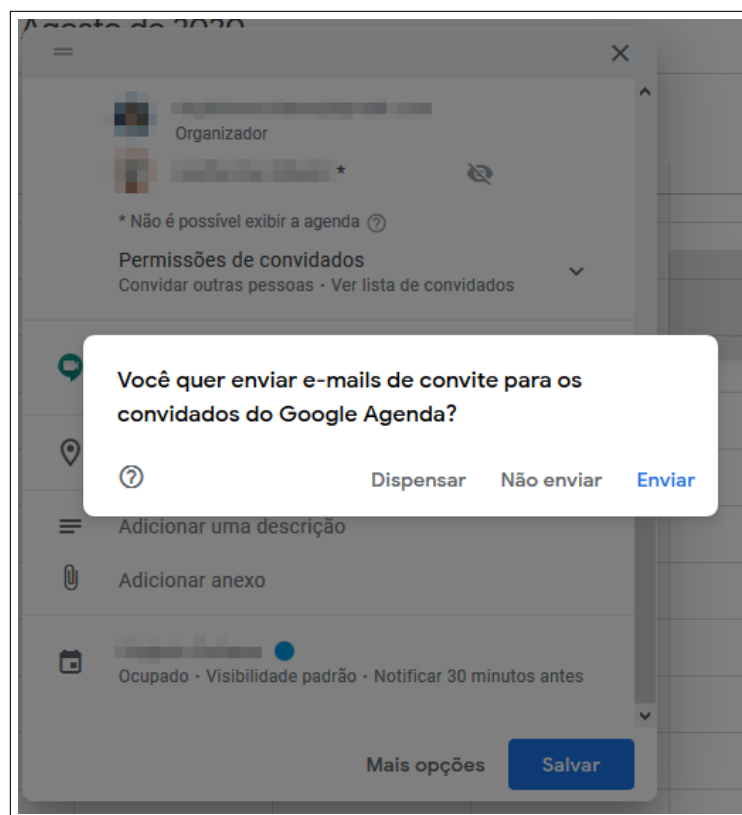 Agosto de 2020
Organizador
*
* Não é possível exibir a agenda
Permissões de convidados
Convidar outras pessoas · Ver lista de convidados
Você quer enviar e-mails de convite para os
convidados do Google Agenda?
Dispensar Não enviar Enviar
Adicionar uma descrição
Adicionar anexo
Ocupado · Visibilidade padrão · Notificar 30 minutos antes
Mais opções Salvar